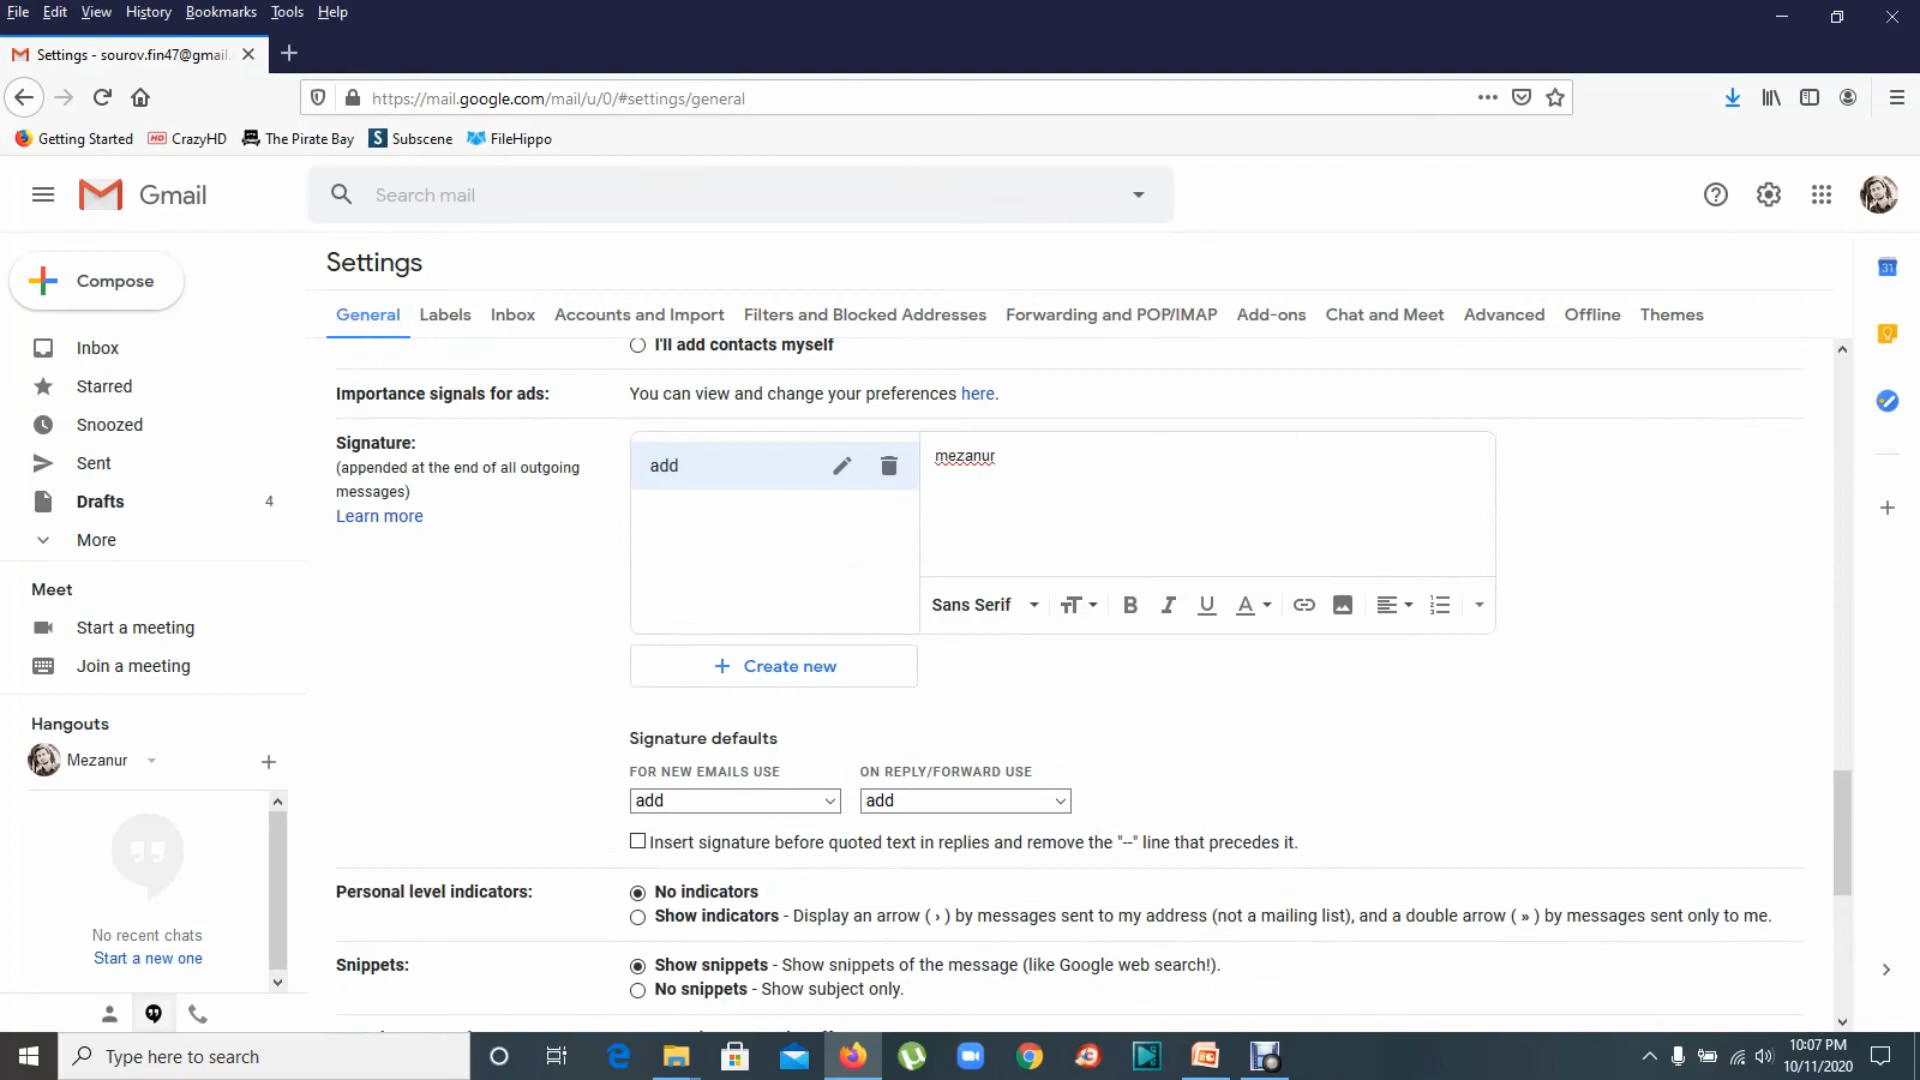 File Edit View History Bookmarks Tools Help
Settings - sourov.fin47@gmail.
https://mail.google.com/mail/u/0/#settings/general
Getting Started CrazyHD The Pirate Bay Subscene FileHippo
Gmail
Search mail
Compose
Inbox
Starred
Snoozed
Sent
Drafts 4
More
Meet
Start a meeting
Join a meeting
Hangouts
Mezanur
No recent chats
Start a new one
Settings
General Labels Inbox Accounts and Import Filters and Blocked Addresses Forwarding and POP/IMAP Add-ons Chat and Meet Advanced Offline Themes
I'll add contacts myself
Importance signals for ads: You can view and change your preferences here.
Signature:
(appended at the end of all outgoing
messages)
Learn more
add
mezanur
Sans Serif
Create new
Signature defaults
FOR NEW EMAILS USE ON REPLY/FORWARD USE
add add
Insert signature before quoted text in replies and remove the "--" line that precedes it.
Personal level indicators: No indicators
Show indicators - Display an arrow ( › ) by messages sent to my address (not a mailing list), and a double arrow ( » ) by messages sent only to me.
Snippets: Show snippets - Show snippets of the message (like Google web search!).
No snippets - Show subject only.
31
Type here to search
10:07 PM
10/11/2020